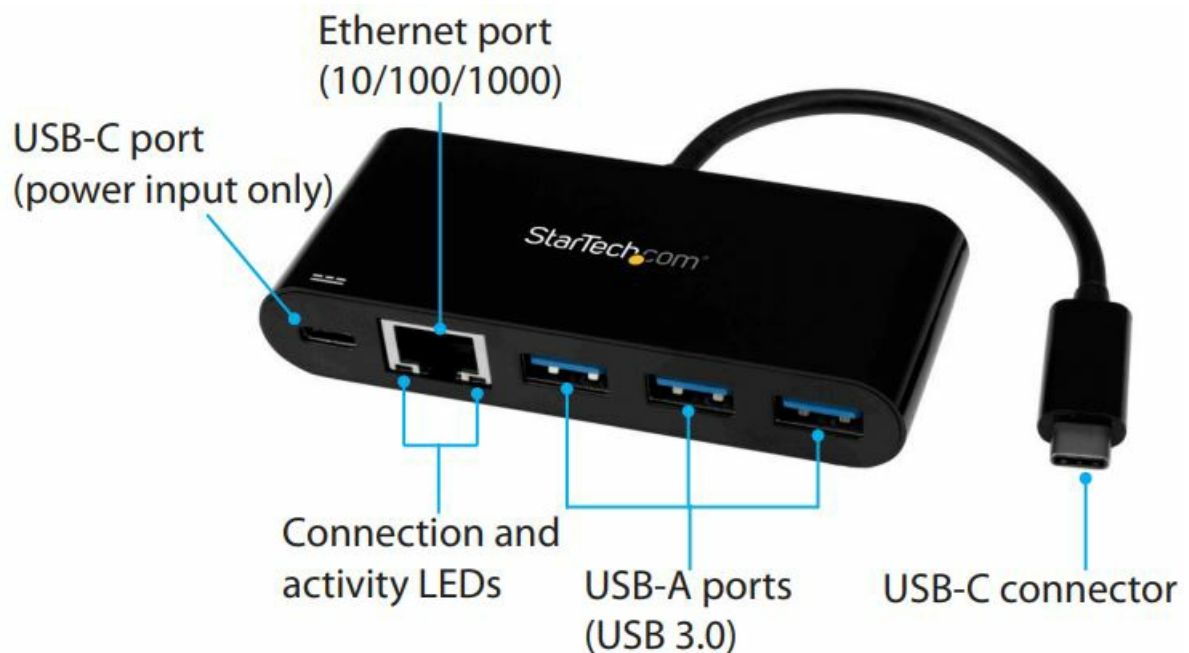 Ethernet port
(10/100/1000)
USB-C port
(power input only)
StarTech.com
Connection and
activity LEDs
USB-A ports
(USB 3.0)
USB-C connector